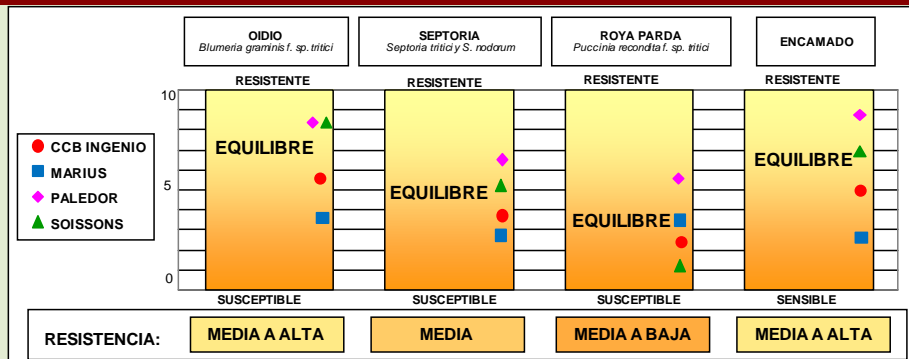 OIDIO
Blumeria graminis f. sp. tritici
SEPTORIA
Septoria tritici y S. nodorum
ROYA PARDA
Puccinia recondita f. sp. tritici
ENCAMADO
RESISTENTE
RESISTENTE
RESISTENTE
RESISTENTE
10
5
0
CCB INGENIO
MARIUS
PALEDOR
SOISSONS
EQUILIBRE
EQUILIBRE
EQUILIBRE
EQUILIBRE
SUSCEPTIBLE
SUSCEPTIBLE
SUSCEPTIBLE
SENSIBLE
RESISTENCIA:
MEDIA A ALTA
MEDIA
MEDIA A BAJA
MEDIA A ALTA